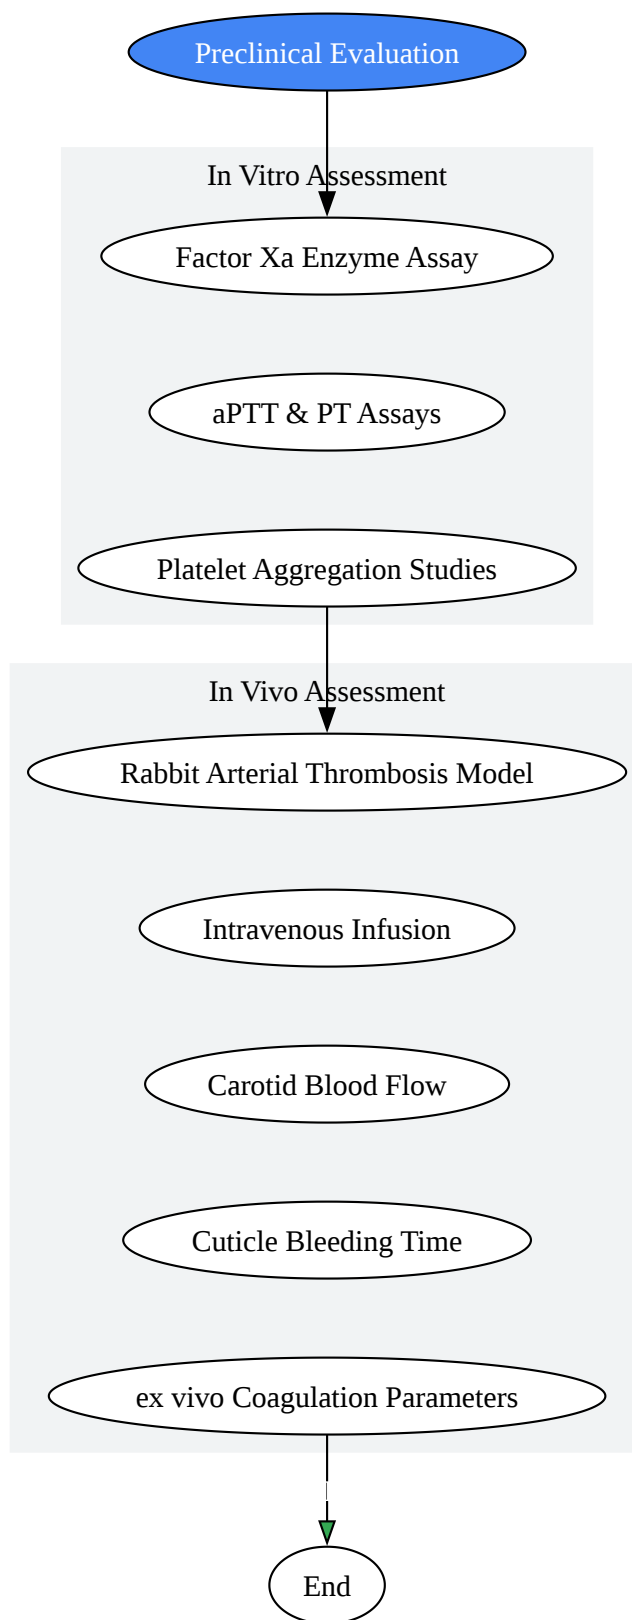 Preclinical Evaluation
In Vitro Assessment
Factor Xa Enzyme Assay
aPTT & PT Assays
Platelet Aggregation Studies
In Vivo Assessment
Rabbit Arterial Thrombosis Model
Intravenous Infusion
Carotid Blood Flow
Cuticle Bleeding Time
ex vivo Coagulation Parameters
End